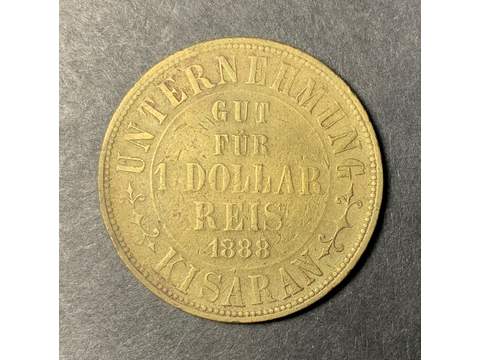 UNTERNEHMUNG
GUT
FÜR
1 DOLLAR
REIS
1888
KISARAN